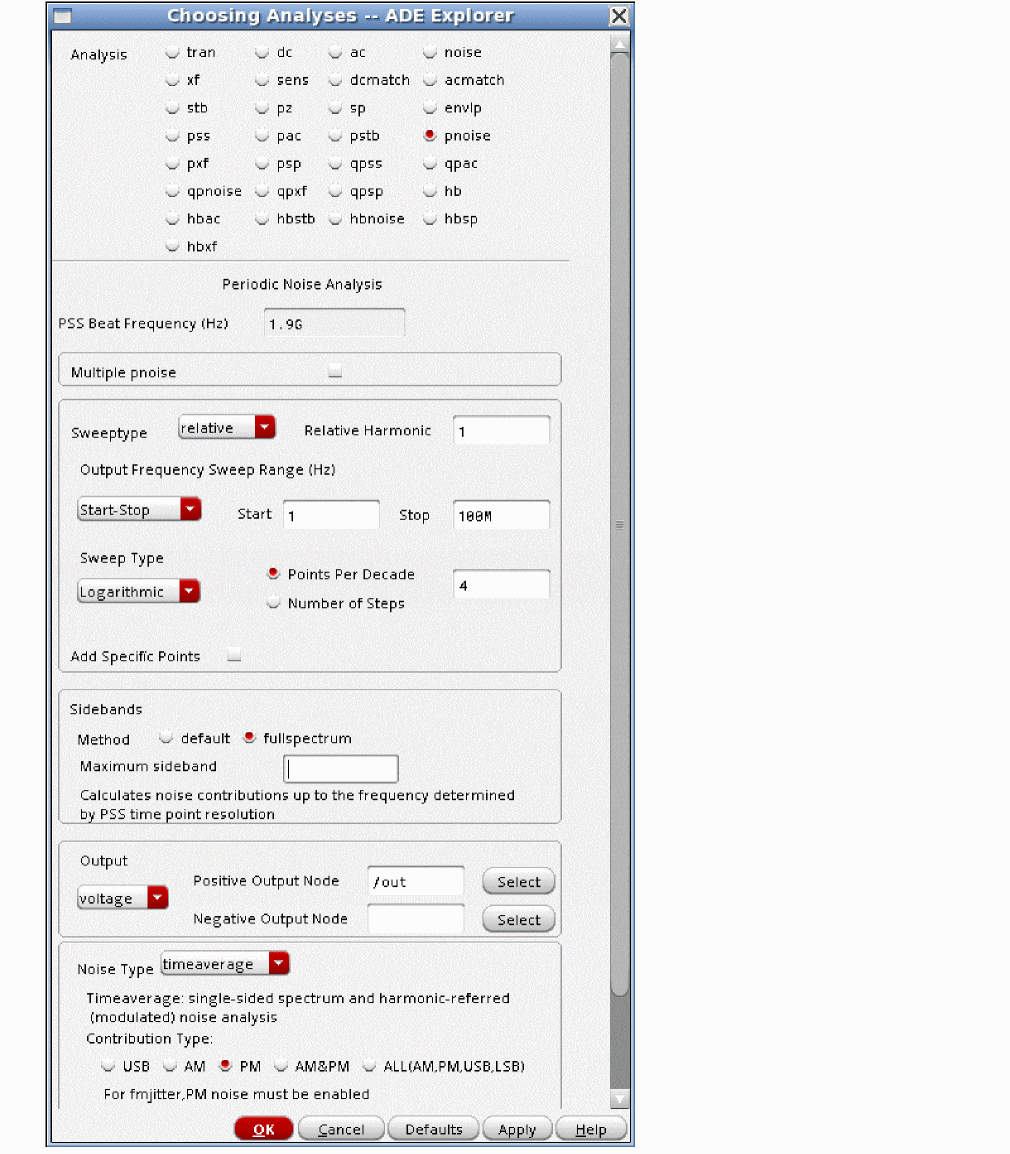 Choosing Analyses -- ADE Explorer
Analysis tran dc ac noise
xf sens dcmatch acmatch
stb pz sp envlp
pss pac pstb pnoise
pxf psp qpss qpac
qpnoise qpxf qpsp hb
hbac hbstb hbnoise hbsp
hbxf
Periodic Noise Analysis
PSS Beat Frequency (Hz) 1.9G
Multiple pnoise
Sweeptype relative Relative Harmonic 1
Output Frequency Sweep Range (Hz)
Start-Stop Start 1 Stop 100M
Sweep Type
Logarithmic Points Per Decade 4
Number of Steps
Add Specific Points
Sidebands
Method default fullspectrum
Maximum sideband
Calculates noise contributions up to the frequency determined
by PSS time point resolution
Output
voltage Positive Output Node /out Select
Negative Output Node Select
Noise Type timeaverage
Timeaverage: single-sided spectrum and harmonic-referred
(modulated) noise analysis
Contribution Type:
USB AM PM AM&PM ALL(AM,PM,USB,LSB)
For fmjitter,PM noise must be enabled
OK Cancel Defaults Apply Help